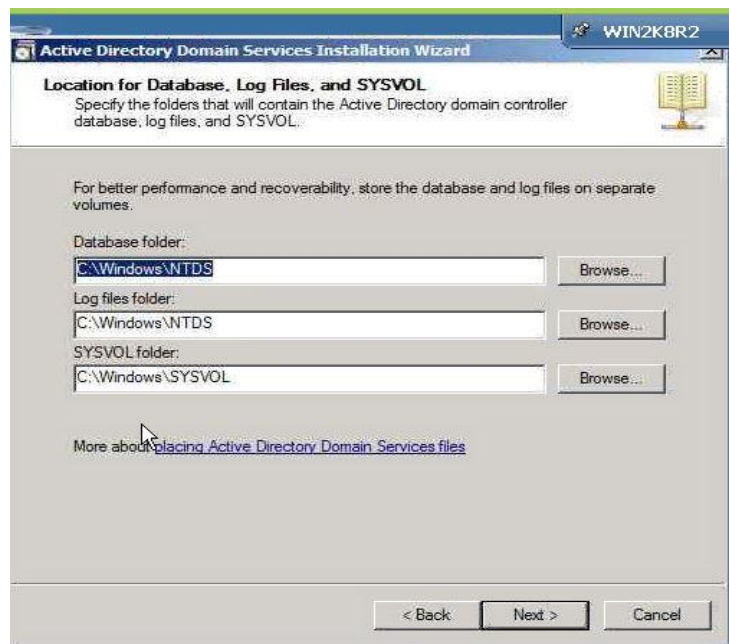 WIN2K8R2
Active Directory Domain Services Installation Wizard
Location for Database, Log Files, and SYSVOL
Specify the folders that will contain the Active Directory domain controller
database, log files, and SYSVOL.
For better performance and recoverability, store the database and log files on separate
volumes.
Database folder:
C:\Windows\NTDS
Browse...
Log files folder:
C:\Windows\NTDS
Browse...
SYSVOL folder:
C:\Windows\SYSVOL
Browse...
More about placing Active Directory Domain Services files
< Back
Next >
Cancel